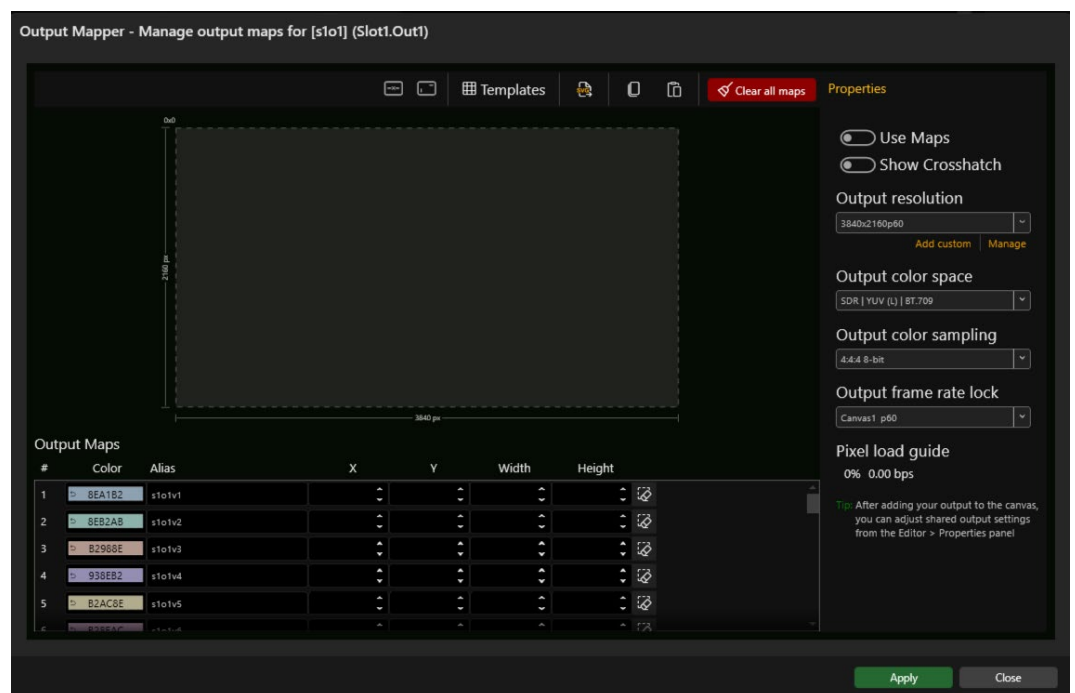 Output Mapper - Manage output maps for [s1o1] (Slot1.Out1)
Templates
SVG
Clear all maps
Properties
0x0
2160 px
3840 px
Use Maps
Show Crosshatch
Output resolution
3840x2160p60
Add custom
Manage
Output color space
SDR | YUV (L) | BT.709
Output color sampling
4:4:4 8-bit
Output frame rate lock
Canvas1 p60
Pixel load guide
0% 0.00 bps
Tip: After adding your output to the canvas,
you can adjust shared output settings
from the Editor > Properties panel
Output Maps
# Color Alias X Y Width Height
1 8EA1B2 s1o1v1
2 8EB2AB s1o1v2
3 B2988E s1o1v3
4 938EB2 s1o1v4
5 B2AC8E s1o1v5
6 s1o1v6
Apply
Close